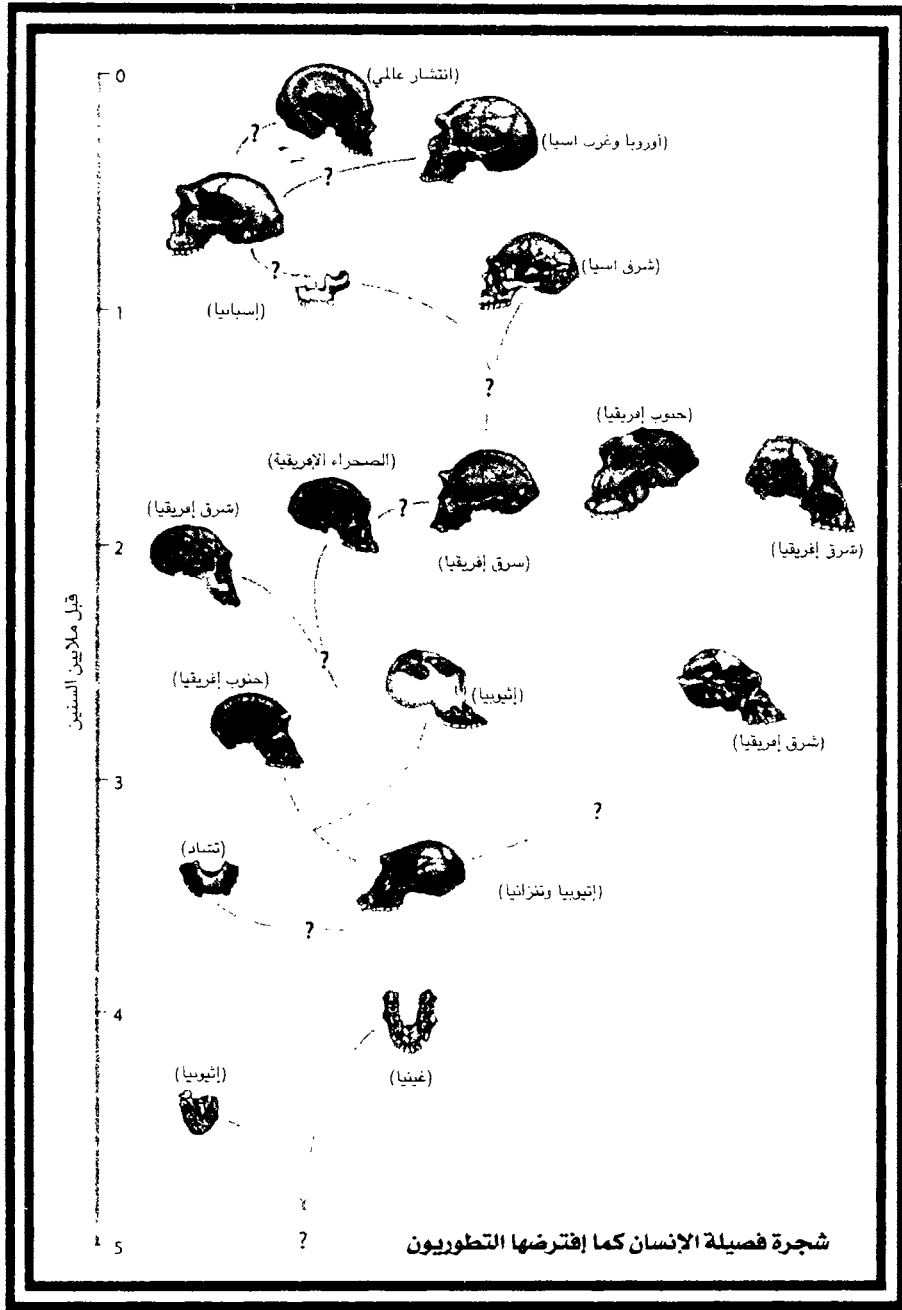 0
(انتشار عالمي)
(أوروبا وغرب اسيا)
?
?
(شرق اسيا)
?
(إسبانيا)
1
?
(جنوب إفريقيا)
(الصحراء الإفريقية)
(شرق إفريقيا)
?
(شرق إفريقيا)
2
(سرق إفريقيا)
قبل ملايين السنين
?
(جنوب إفريقيا)
(إثيوبيا)
(شرق إفريقيا)
3
?
(تشاد)
(إثيوبيا وتنزانيا)
?
4
(غينيا)
(إثيوبيا)
?
5
شجرة فصيلة الإنسان كما إفترضها التطوريون